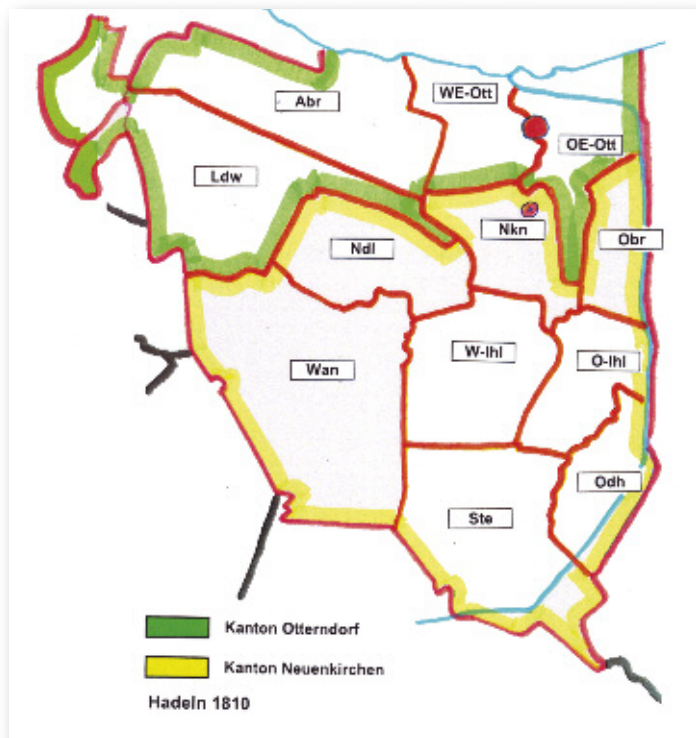 Abr
WE-Ott
OE-Ott
Ldw
Ndl
Nkn
Obr
Wan
W-Ihl
O-Ihl
Odh
Ste
Kanton Otterndorf
Kanton Neuenkirchen
Hadeln 1810